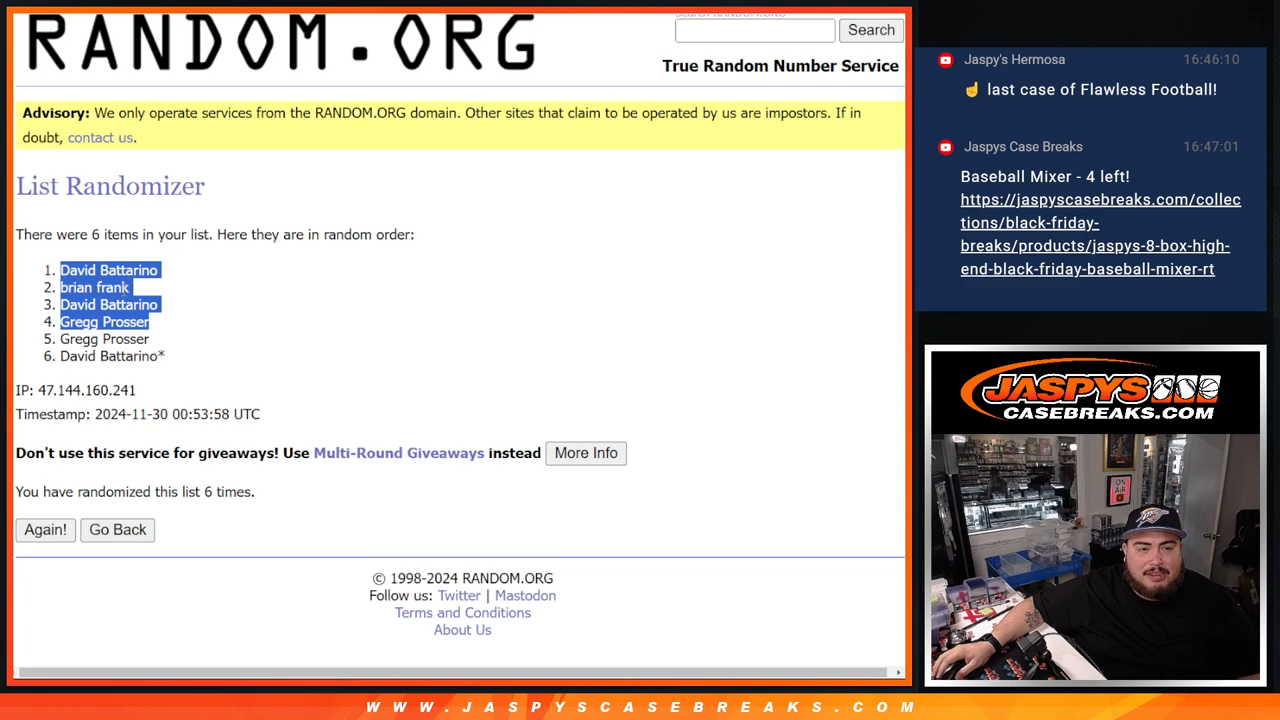 RANDOM.ORG
Search RANDOM.ORG
Search
True Random Number Service
Advisory: We only operate services from the RANDOM.ORG domain. Other sites that claim to be operated by us are impostors. If in
doubt, contact us.
List Randomizer
There were 6 items in your list. Here they are in random order:
1. David Battarino
2. brian frank
3. David Battarino
4. Gregg Prosser
5. Gregg Prosser
6. David Battarino*
IP: 47.144.160.241
Timestamp: 2024-11-30 00:53:58 UTC
Don't use this service for giveaways! Use Multi-Round Giveaways instead More Info
You have randomized this list 6 times.
Again! Go Back
© 1998-2024 RANDOM.ORG
Follow us: Twitter | Mastodon
Terms and Conditions
About Us
Jaspy's Hermosa 16:46:10
☝ last case of Flawless Football!
Jaspys Case Breaks 16:47:01
Baseball Mixer - 4 left!
https://jaspyscasebreaks.com/collec
tions/black-friday-
breaks/products/jaspys-8-box-high-
end-black-friday-baseball-mixer-rt
JASPYS
CASEBREAKS.COM
ON
AIR
WWW.JASPYSCASEBREAKS.COM